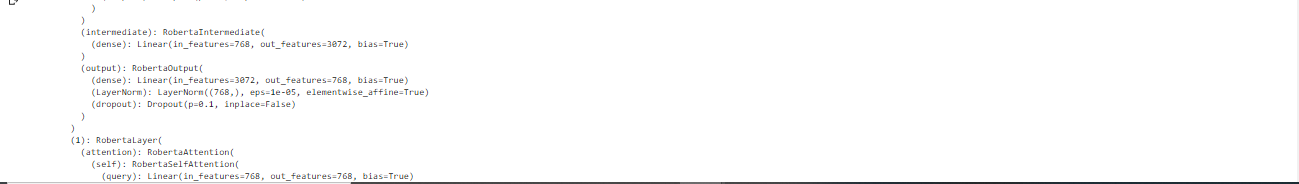 )
)
(intermediate): RobertaIntermediate(
(dense): Linear(in_features=768, out_features=3072, bias=True)
)
(output): RobertaOutput(
(dense): Linear(in_features=3072, out_features=768, bias=True)
(LayerNorm): LayerNorm((768,), eps=1e-05, elementwise_affine=True)
(dropout): Dropout(p=0.1, inplace=False)
)
)
(1): RobertaLayer(
(attention): RobertaAttention(
(self): RobertaSelfAttention(
(query): Linear(in_features=768, out_features=768, bias=True)